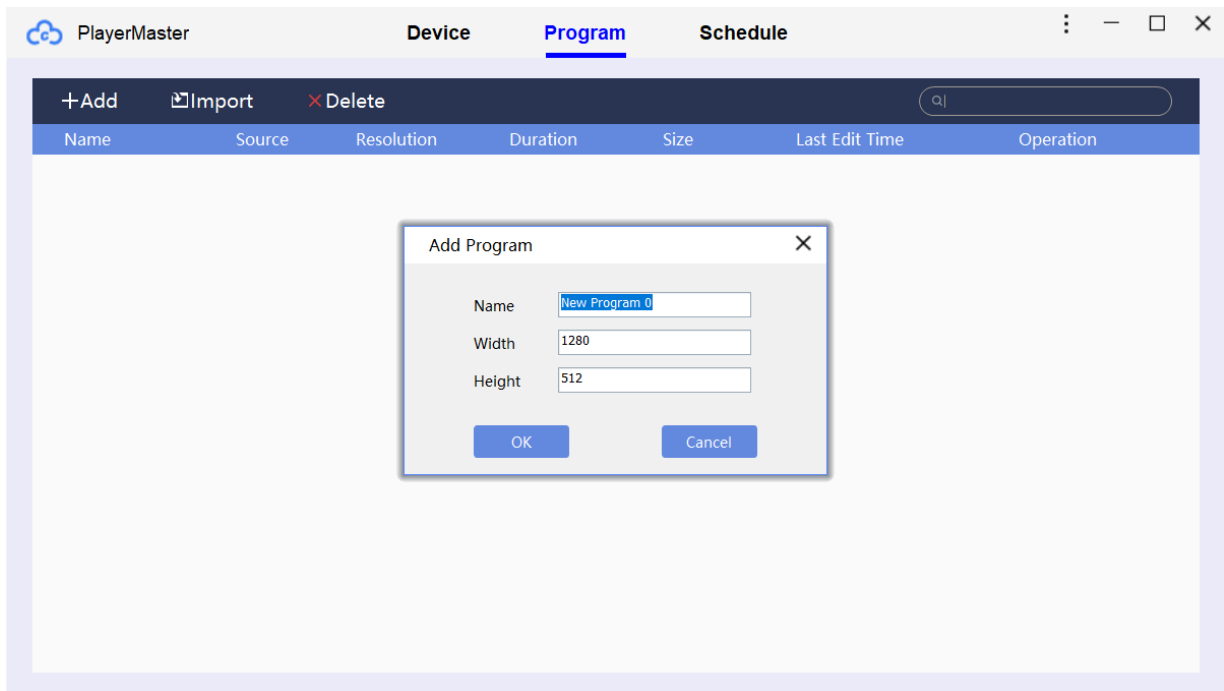 PlayerMaster Device Program Schedule
+Add Import Delete
Name Source Resolution Duration Size Last Edit Time Operation
Add Program
Name New Program 0
Width 1280
Height 512
OK Cancel